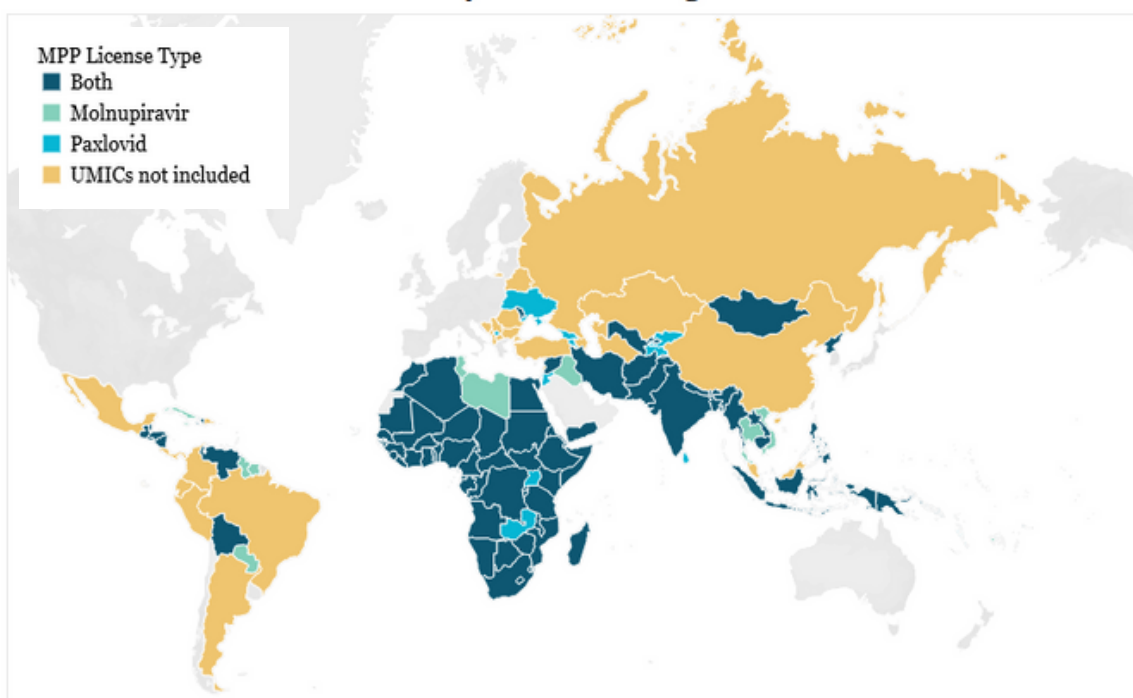 MPP License Type
Both
Molnupiravir
Paxlovid
UMICs not included